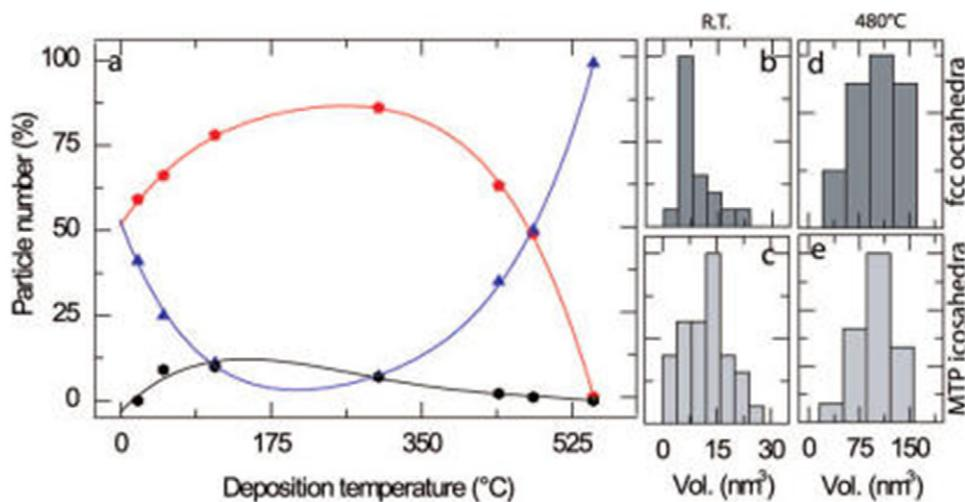 R.T.
480°C
a
b
d
100
75
50
25
0
Particle number (%)
fcc octahedra
c
e
MTP icosahedra
0
175
350
525
0
15
30
75
150
Deposition temperature (°C)
Vol. (nm³)
Vol. (nm³)